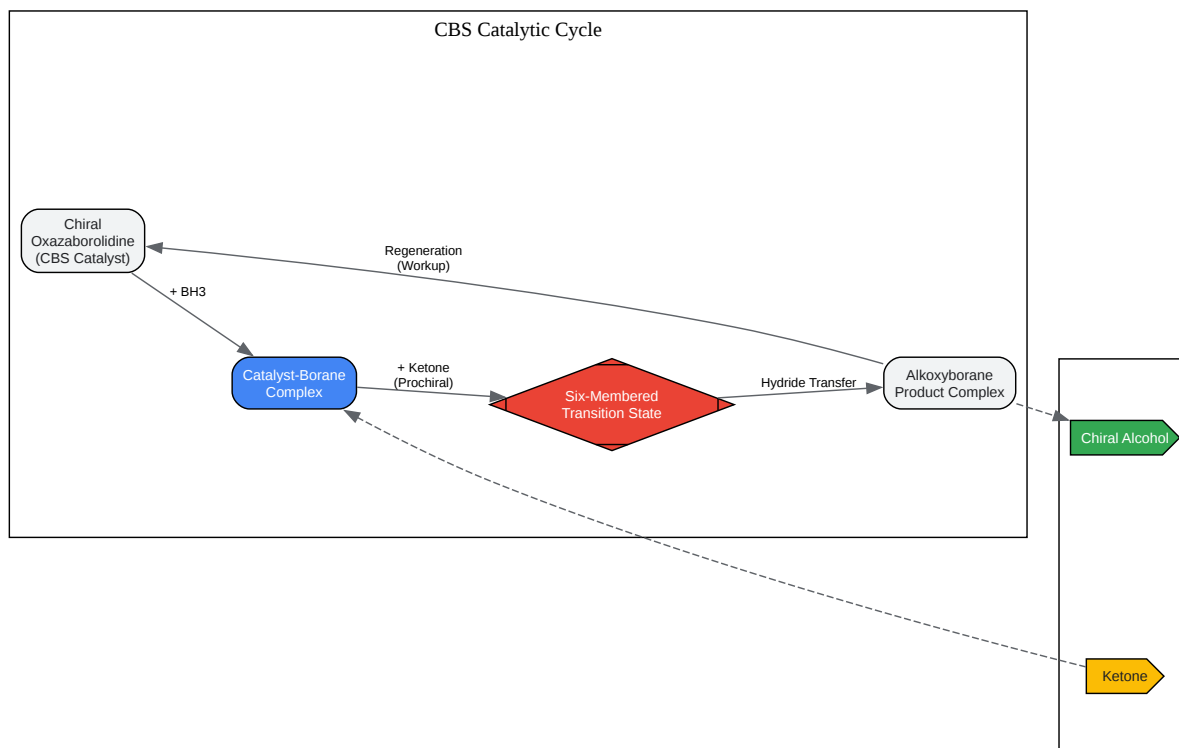 CBS Catalytic Cycle
Chiral
Oxazaborolidine
(CBS Catalyst)
Regeneration
(Workup)
+ BH3
Catalyst-Borane
Complex
+ Ketone
(Prochiral)
Six-Membered
Transition State
Hydride Transfer
Alkoxyborane
Product Complex
Chiral Alcohol
Ketone